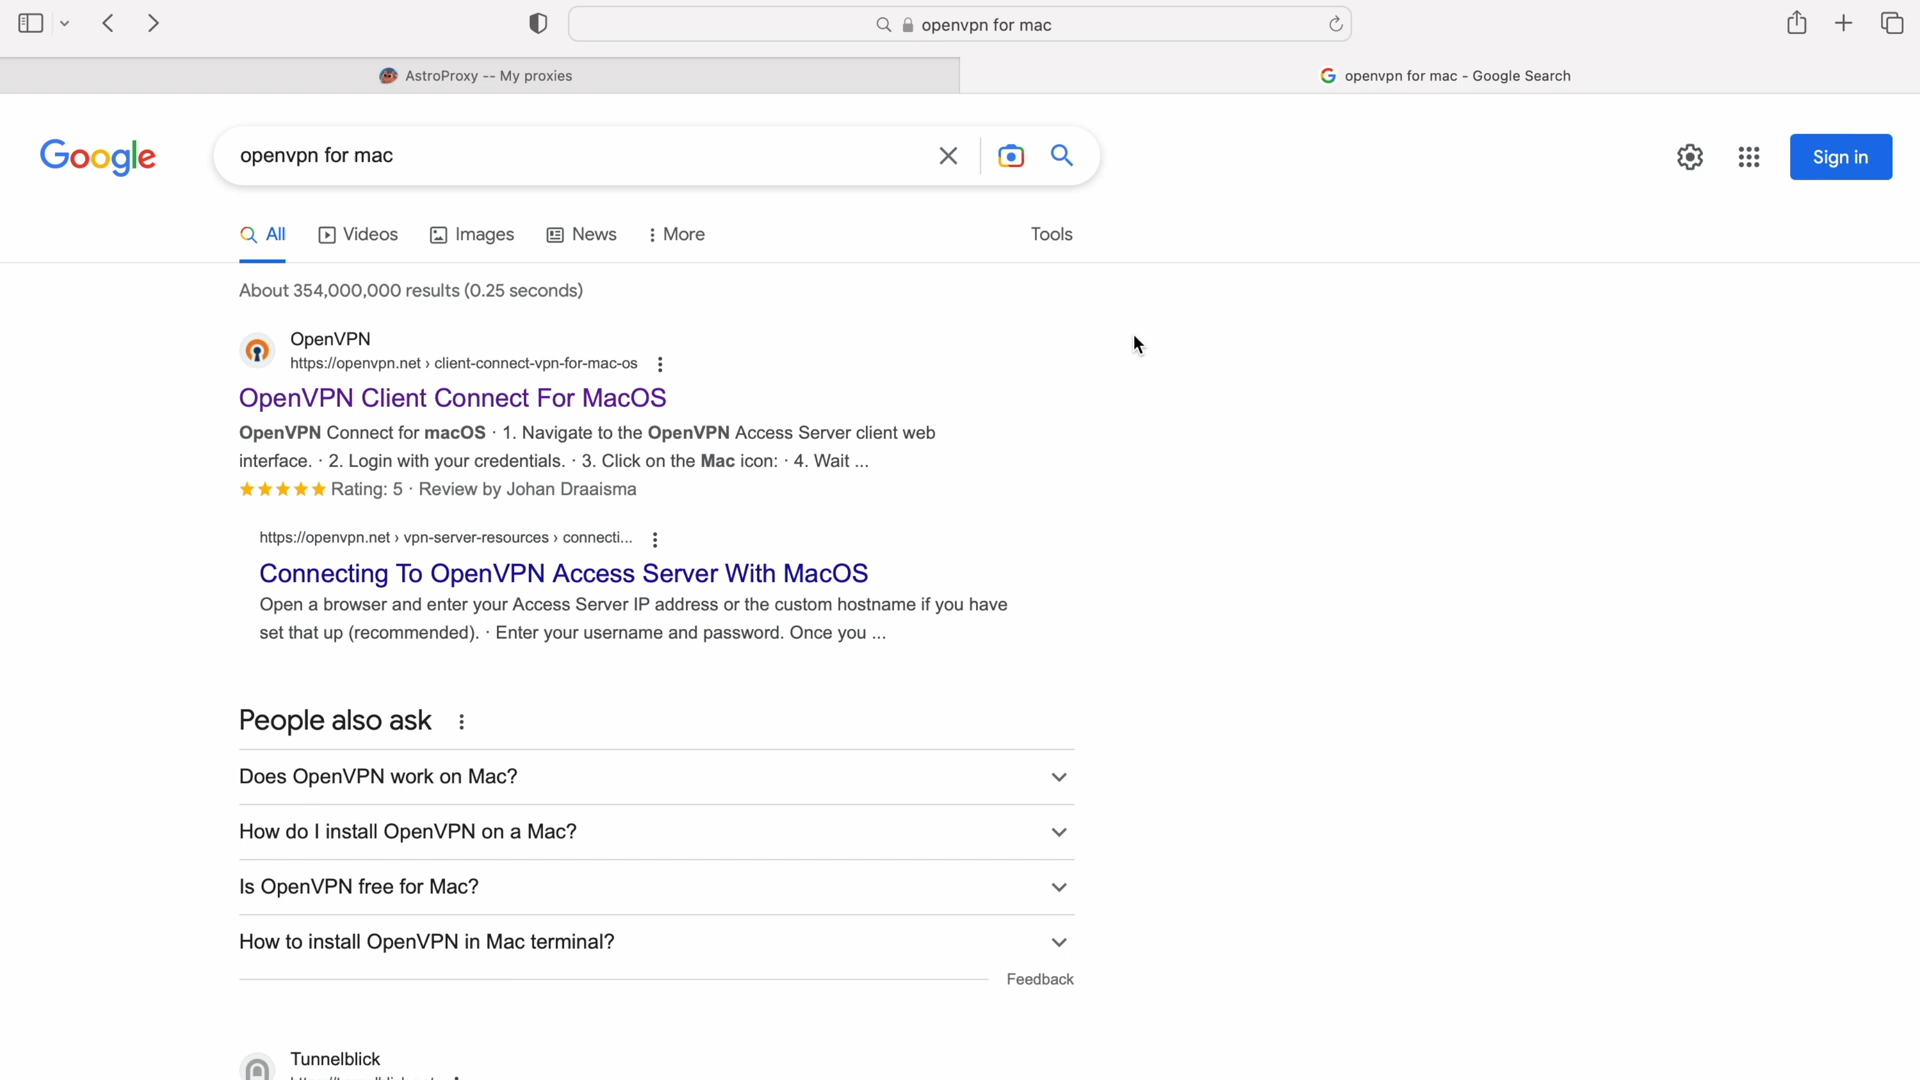 openvpn for mac
AstroProxy -- My proxies
openvpn for mac - Google Search
Google
openvpn for mac
Sign in
All
Videos
Images
News
More
Tools
About 354,000,000 results (0.25 seconds)
OpenVPN
https://openvpn.net › client-connect-vpn-for-mac-os
OpenVPN Client Connect For MacOS
OpenVPN Connect for macOS · 1. Navigate to the OpenVPN Access Server client web
interface. · 2. Login with your credentials. · 3. Click on the Mac icon: · 4. Wait ...
Rating: 5 · Review by Johan Draaisma
https://openvpn.net › vpn-server-resources › connecti...
Connecting To OpenVPN Access Server With MacOS
Open a browser and enter your Access Server IP address or the custom hostname if you have
set that up (recommended). · Enter your username and password. Once you ...
People also ask
Does OpenVPN work on Mac?
How do I install OpenVPN on a Mac?
Is OpenVPN free for Mac?
How to install OpenVPN in Mac terminal?
Feedback
Tunnelblick